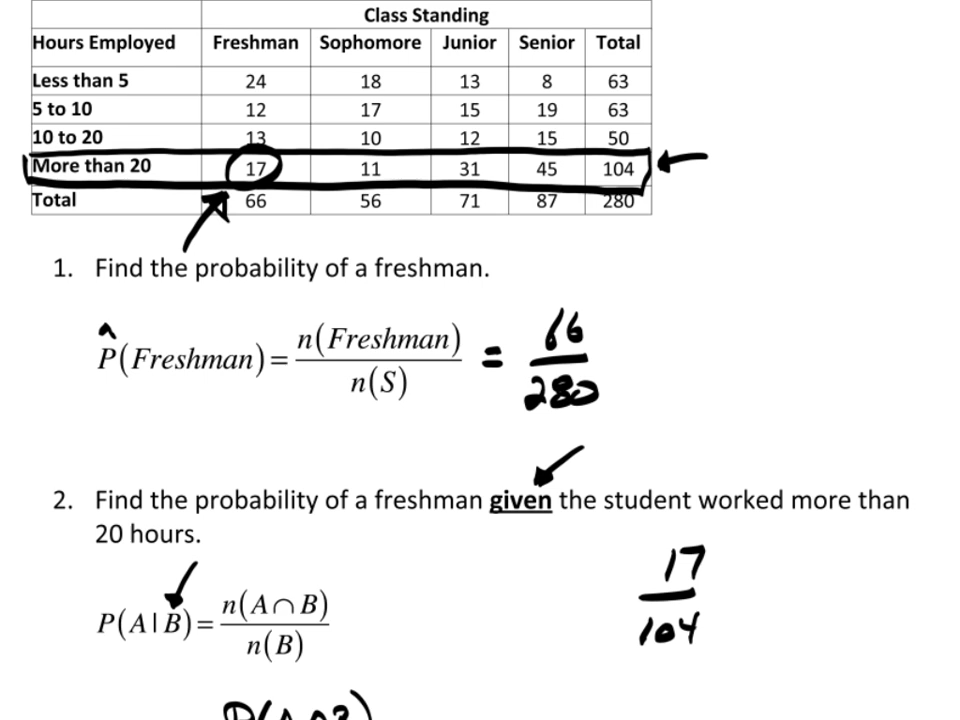 Class Standing
Hours Employed Freshman Sophomore Junior Senior Total
Less than 5 24 18 13 8 63
5 to 10 12 17 15 19 63
10 to 20 13 10 12 15 50
More than 20 17 11 31 45 104
Total 66 56 71 87 280
1. Find the probability of a freshman.
P̂(Freshman) = n(Freshman) / n(S) = 66 / 280
2. Find the probability of a freshman given the student worked more than
20 hours.
P(A|B) = n(A∩B) / n(B)
17 / 104